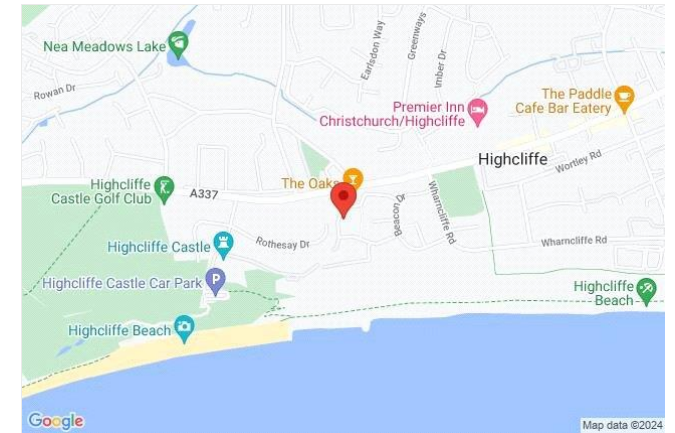 Nea Meadows Lake
Earlsdon Way
Greenways
Imber Dr
Rowan Dr
Premier Inn
Christchurch/Highcliffe
The Paddle
Cafe Bar Eatery
Highcliffe
Wortley Rd
The Oaks
Highcliffe
Castle Golf Club
A337
Beacon Dr
Wharncliffe Rd
Highcliffe Castle
Rothesay Dr
Wharncliffe Rd
Highcliffe Castle Car Park
P
Highcliffe
Beach
Highcliffe Beach
Google
Map data ©2024